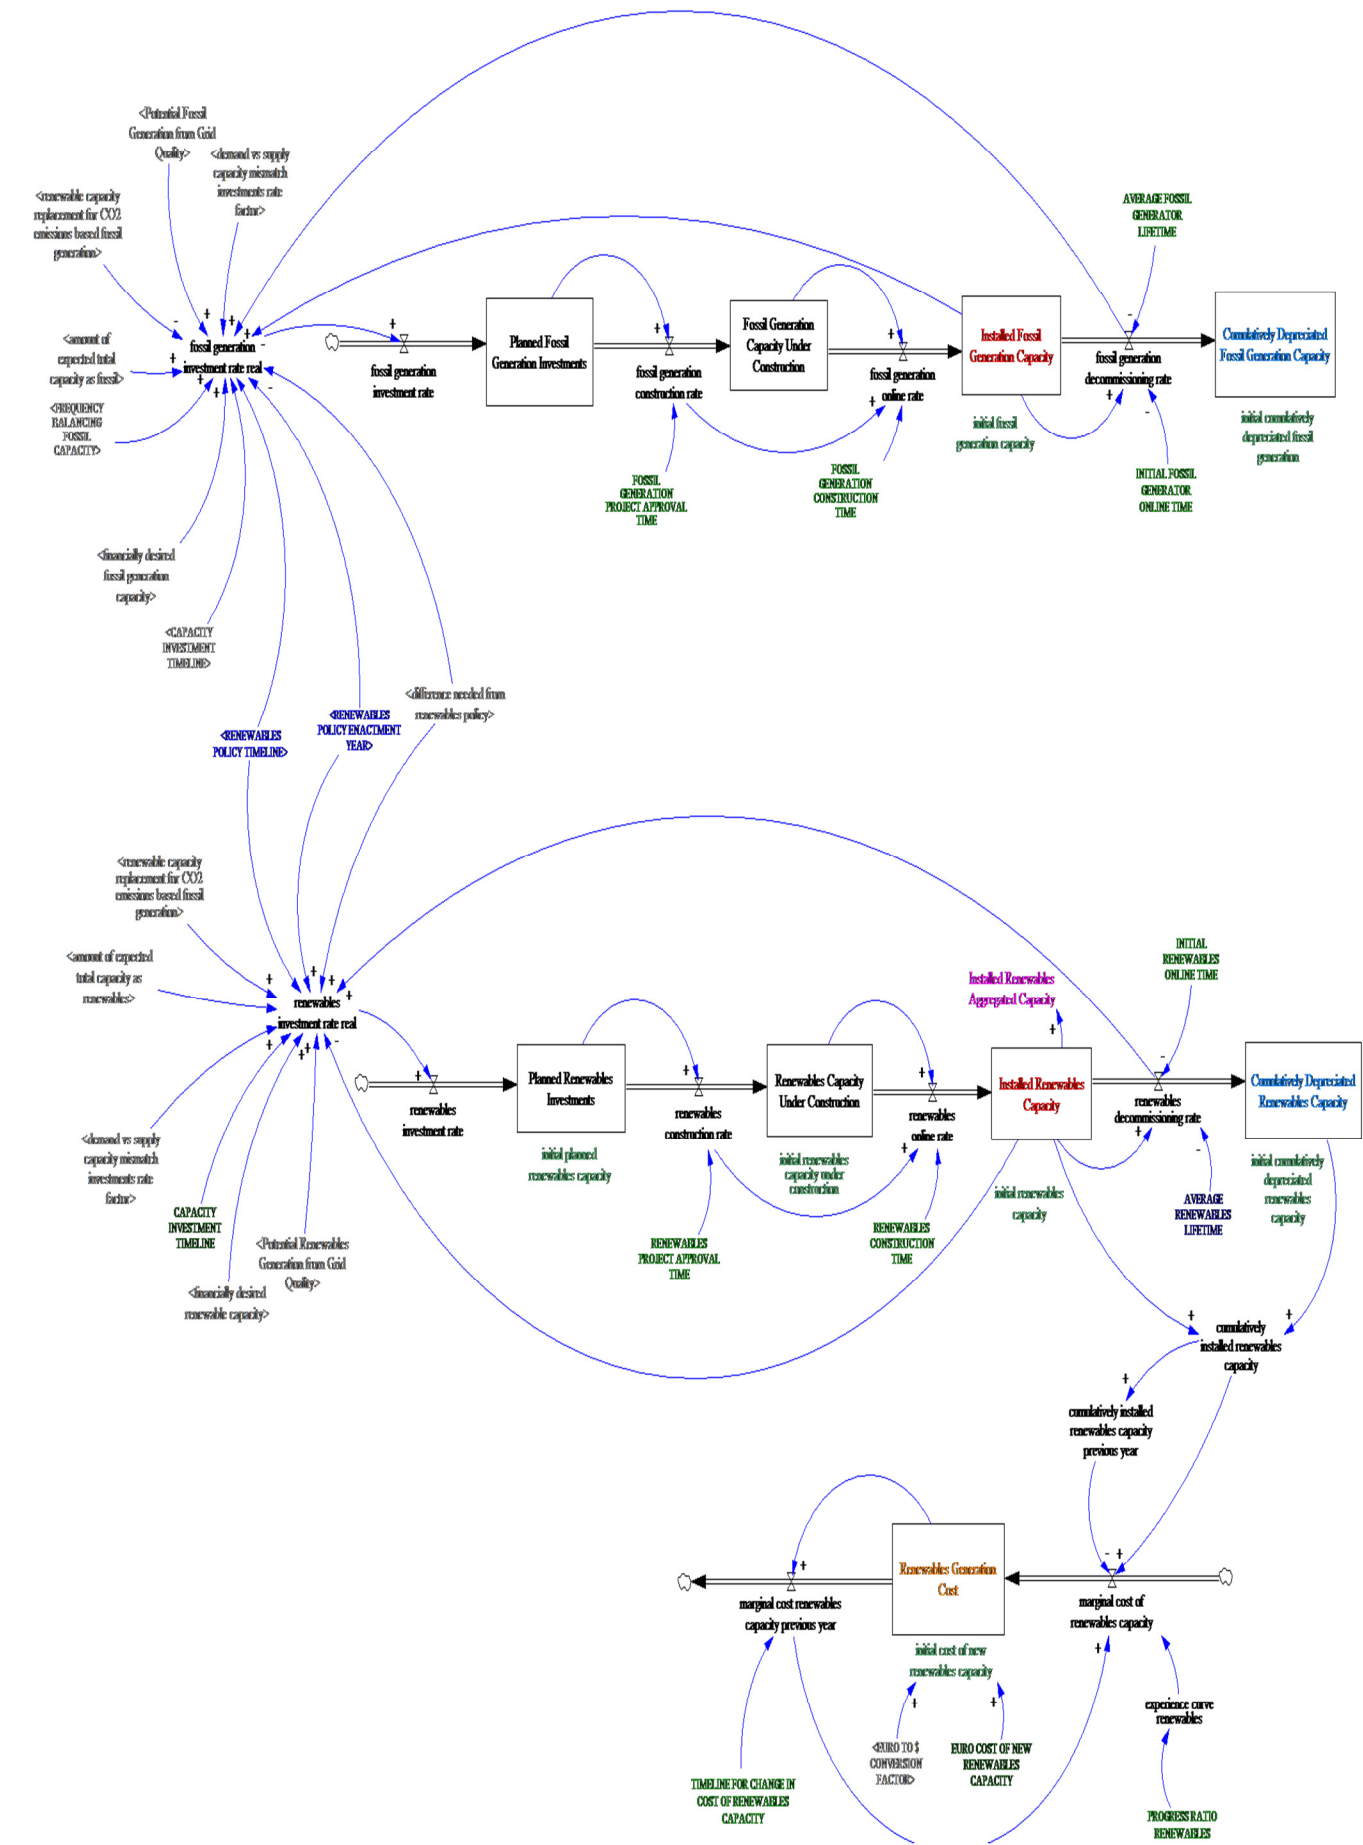 <Potential Fossil
Generation from Grid
Quality>
<demand vs supply
capacity mismatch
investments rate
factor>
<renewable capacity
replacement for CO2
emissions based fossil
generation>
AVERAGE FOSSIL
GENERATOR
LIFETIME
<amount of
expected total
capacity as fossil>
<FREQUENCY
BALANCING
FOSSIL
CAPACITY>
fossil generation
investment rate real
fossil generation
investment rate
Planned Fossil
Generation Investments
fossil generation
construction rate
Fossil Generation
Capacity Under
Construction
fossil generation
online rate
Installed Fossil
Generation Capacity
initial fossil
generation capacity
fossil generation
decommissioning rate
Cumulatively Depreciated
Fossil Generation Capacity
initial cumulatively
depreciated fossil
generation
FOSSIL
GENERATION
PROJECT APPROVAL
TIME
FOSSIL
GENERATION
CONSTRUCTION
TIME
INITIAL FOSSIL
GENERATOR
ONLINE TIME
<financially desired
fossil generation
capacity>
<CAPACITY
INVESTMENT
TIMELINE>
<RENEWABLES
POLICY TIMELINE>
<RENEWABLES
POLICY ENACTMENT
YEAR>
<difference needed from
renewables policy>
<renewable capacity
replacement for CO2
emissions based fossil
generation>
<amount of expected
total capacity as
renewables>
renewables
investment rate real
<demand vs supply
capacity mismatch
investments rate
factor>
CAPACITY
INVESTMENT
TIMELINE
<financially desired
renewable capacity>
<Potential Renewables
Generation from Grid
Quality>
renewables
investment rate
Planned Renewables
Investments
initial planned
renewables capacity
renewables
construction rate
RENEWABLES
PROJECT APPROVAL
TIME
Renewables Capacity
Under Construction
initial renewables
capacity under
construction
renewables
online rate
RENEWABLES
CONSTRUCTION
TIME
Installed Renewables
Aggregated Capacity
Installed Renewables
Capacity
initial renewables
capacity
INITIAL
RENEWABLES
ONLINE TIME
renewables
decommissioning rate
AVERAGE
RENEWABLES
LIFETIME
Cumulatively Depreciated
Renewables Capacity
initial cumulatively
depreciated
renewables
capacity
cumulatively
installed renewables
capacity
cumulatively installed
renewables capacity
previous year
marginal cost renewables
capacity previous year
Renewables Generation
Cost
marginal cost of
renewables capacity
initial cost of new
renewables capacity
experience curve
renewables
<EURO TO $
CONVERSION
FACTOR>
EURO COST OF NEW
RENEWABLES
CAPACITY
TIMELINE FOR CHANGE IN
COST OF RENEWABLES
CAPACITY
PROGRESS RATIO
RENEWABLES